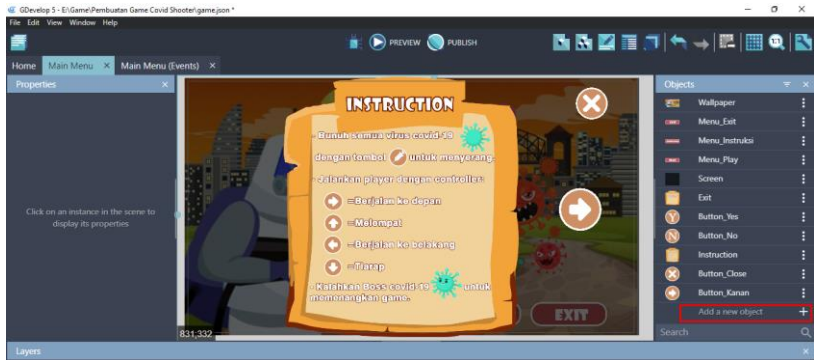 GDevelop 5 - E:\Game\Pembuatan Game Covid Shooter\game.json *
File Edit View Window Help
PREVIEW PUBLISH
Home Main Menu × Main Menu (Events) ×
Properties ×
Click on an instance in the scene to
display its properties
INSTRUCTION
- Bunuh semua virus covid-19
dengan tombol untuk menyerang.
- Jalankan player dengan controller:
=Berjalan ke depan
=Melompat
=Berjalan ke belakang
=Tiarap
- Kalahkan Boss covid-19 untuk
memenangkan game.
EXIT
831;332
Objects ×
Wallpaper
Menu_Exit
Menu_Instruksi
Menu_Play
Screen
Exit
Y Button_Yes
N Button_No
Instruction
Button_Close
Button_Kanan
Add a new object +
Search
Layers ×